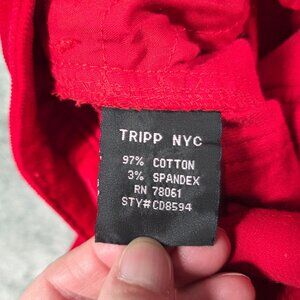 TRIPP NYC
97% COTTON
3% SPANDEX
RN 78061
STY#CD8594